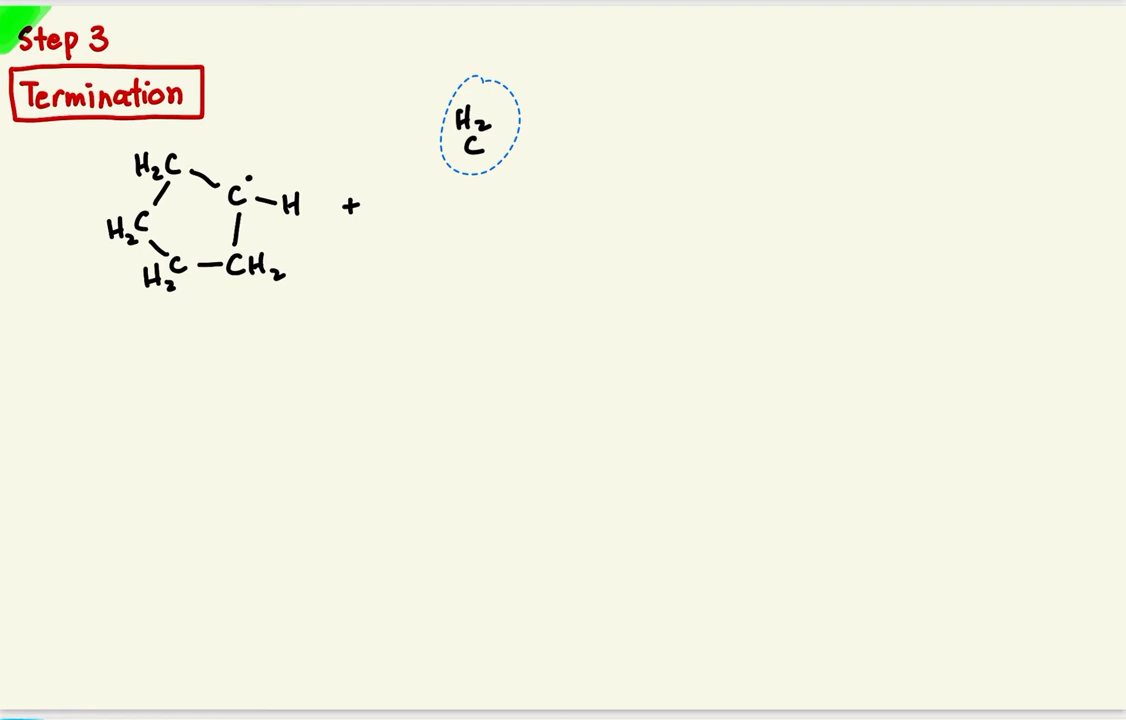 Step 3
Termination
H₂
C
H₂C
C• — H +
H₂C
H₂C — CH₂